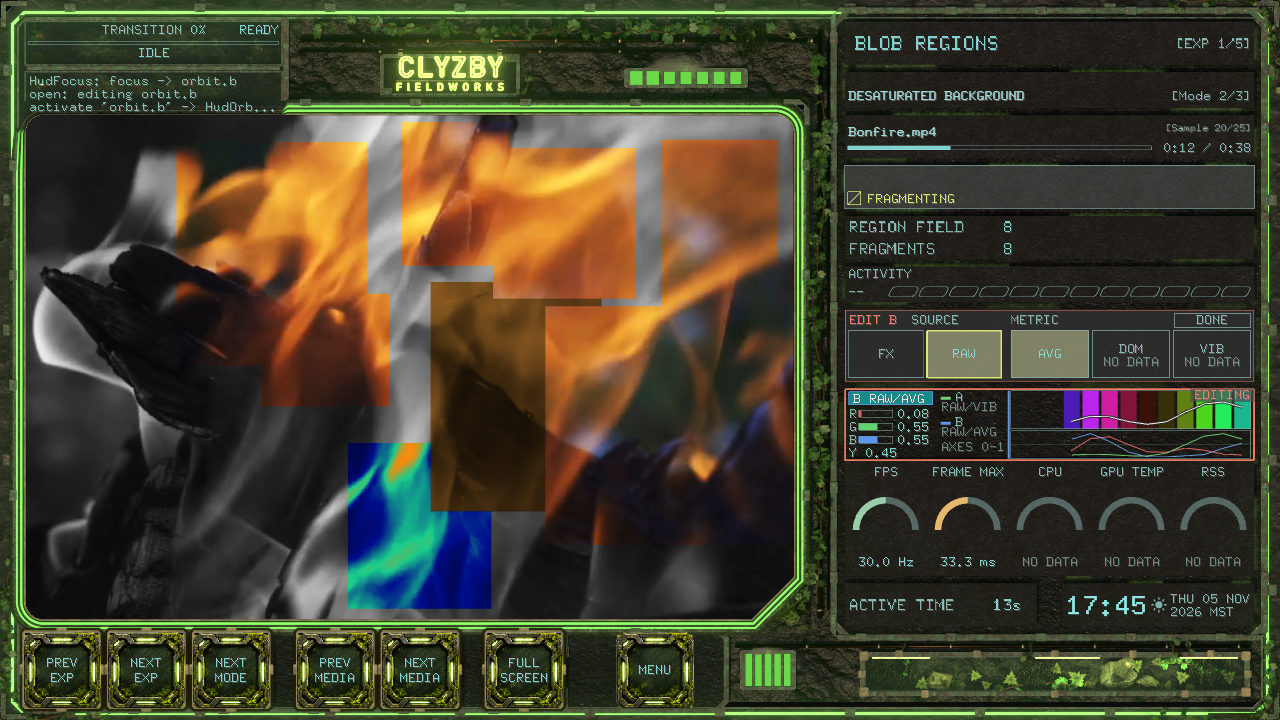 TRANSITION 0% READY
IDLE
HudFocus: focus -> orbit.b
open: editing orbit.b
activate "orbit.b" -> HudOrb...
CLYZBY
FIELDWORKS
BLOB REGIONS [EXP 1/5]
DESATURATED BACKGROUND [Mode 2/3]
Bonfire.mp4 [Sample 20/25]
0:12 / 0:38
FRAGMENTING
REGION FIELD 8
FRAGMENTS 8
ACTIVITY
--
EDIT B SOURCE METRIC DONE
FX RAW AVG DOM NO DATA VIB NO DATA
EDITING
B RAW/AVG
R 0.08
G 0.55
B 0.55
Y 0.45
A
RAW/VIB
B
RAW/AVG
AXES 0-1
FPS FRAME MAX CPU GPU TEMP RSS
30.0 Hz 33.3 ms NO DATA NO DATA NO DATA
ACTIVE TIME 13s
17:45 THU 05 NOV
2026 MST
PREV EXP
NEXT EXP
NEXT MODE
PREV MEDIA
NEXT MEDIA
FULL SCREEN
MENU